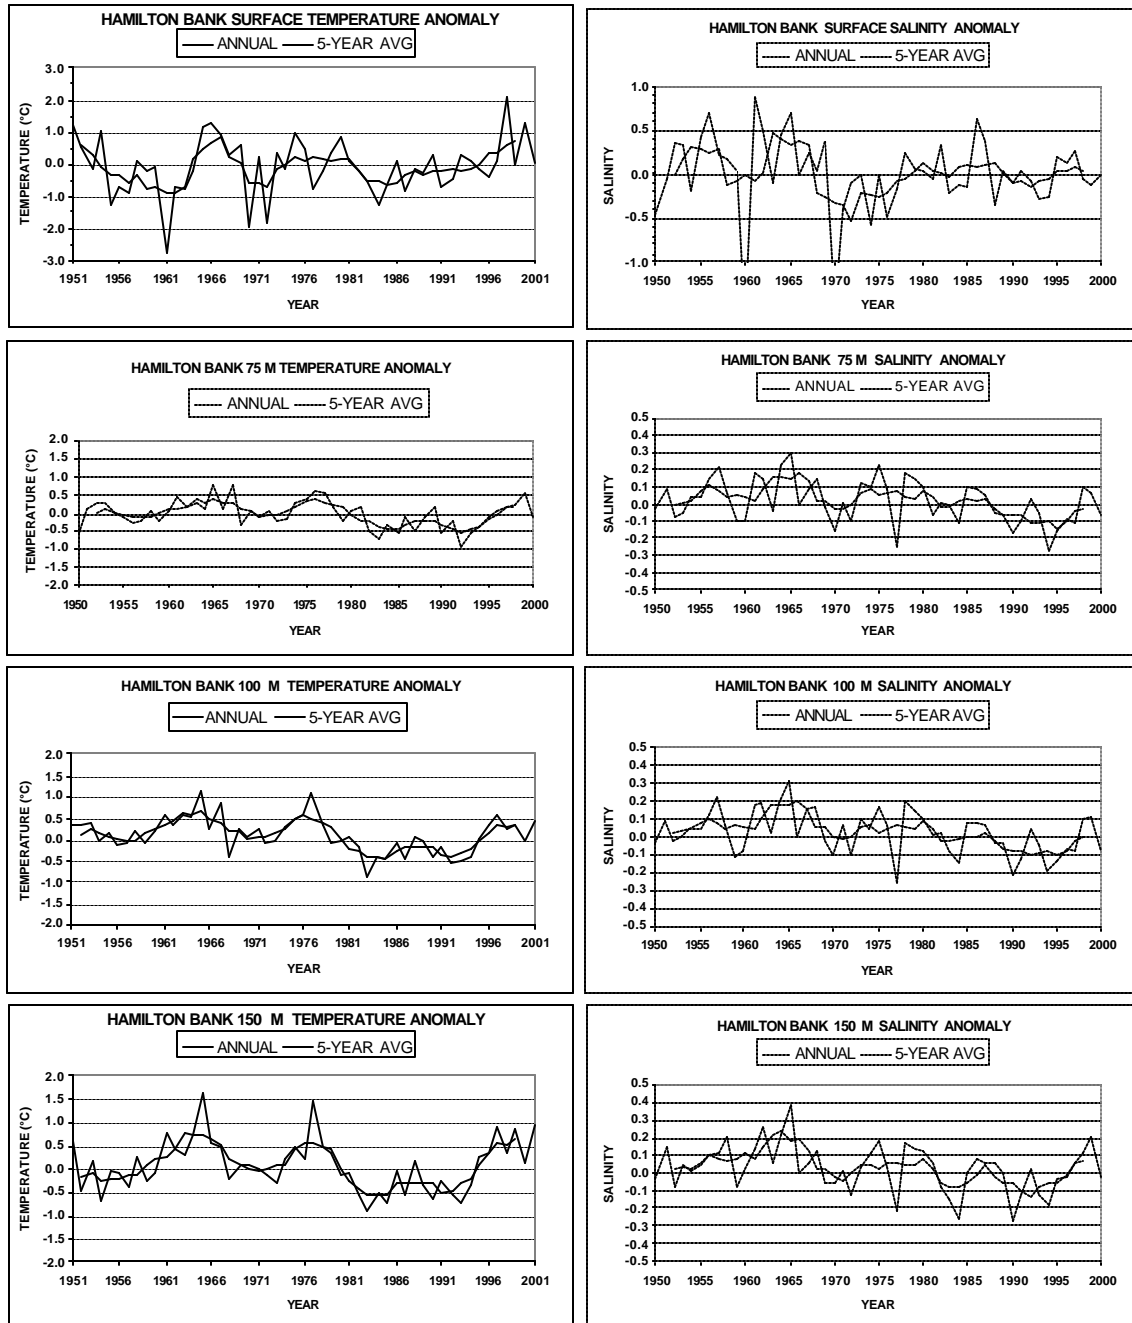 HAMILTON BANK SURFACE TEMPERATURE ANOMALY
ANNUAL 5-YEAR AVG
3.0
2.0
1.0
0.0
-1.0
-2.0
-3.0
TEMPERATURE (°C)
1951 1956 1961 1966 1971 1976 1981 1986 1991 1996 2001
YEAR
HAMILTON BANK SURFACE SALINITY ANOMALY
ANNUAL 5-YEAR AVG
1.0
0.5
0.0
-0.5
-1.0
SALINITY
1950 1955 1960 1965 1970 1975 1980 1985 1990 1995 2000
YEAR
HAMILTON BANK 75 M TEMPERATURE ANOMALY
ANNUAL 5-YEAR AVG
2.0
1.5
1.0
0.5
0.0
-0.5
-1.0
-1.5
-2.0
TEMPERATURE (°C)
1950 1955 1960 1965 1970 1975 1980 1985 1990 1995 2000
YEAR
HAMILTON BANK 75 M SALINITY ANOMALY
ANNUAL 5-YEAR AVG
0.5
0.4
0.3
0.2
0.1
0.0
-0.1
-0.2
-0.3
-0.4
-0.5
SALINITY
1950 1955 1960 1965 1970 1975 1980 1985 1990 1995 2000
YEAR
HAMILTON BANK 100 M TEMPERATURE ANOMALY
ANNUAL 5-YEAR AVG
2.0
1.5
1.0
0.5
0.0
-0.5
-1.0
-1.5
-2.0
TEMPERATURE (°C)
1951 1956 1961 1966 1971 1976 1981 1986 1991 1996 2001
YEAR
HAMILTON BANK 100 M SALINITY ANOMALY
ANNUAL 5-YEAR AVG
0.5
0.4
0.3
0.2
0.1
0.0
-0.1
-0.2
-0.3
-0.4
-0.5
SALINITY
1950 1955 1960 1965 1970 1975 1980 1985 1990 1995 2000
YEAR
HAMILTON BANK 150 M TEMPERATURE ANOMALY
ANNUAL 5-YEAR AVG
2.0
1.5
1.0
0.5
0.0
-0.5
-1.0
-1.5
-2.0
TEMPERATURE (°C)
1951 1956 1961 1966 1971 1976 1981 1986 1991 1996 2001
YEAR
HAMILTON BANK 150 M SALINITY ANOMALY
ANNUAL 5-YEAR AVG
0.5
0.4
0.3
0.2
0.1
0.0
-0.1
-0.2
-0.3
-0.4
-0.5
SALINITY
1950 1955 1960 1965 1970 1975 1980 1985 1990 1995 2000
YEAR